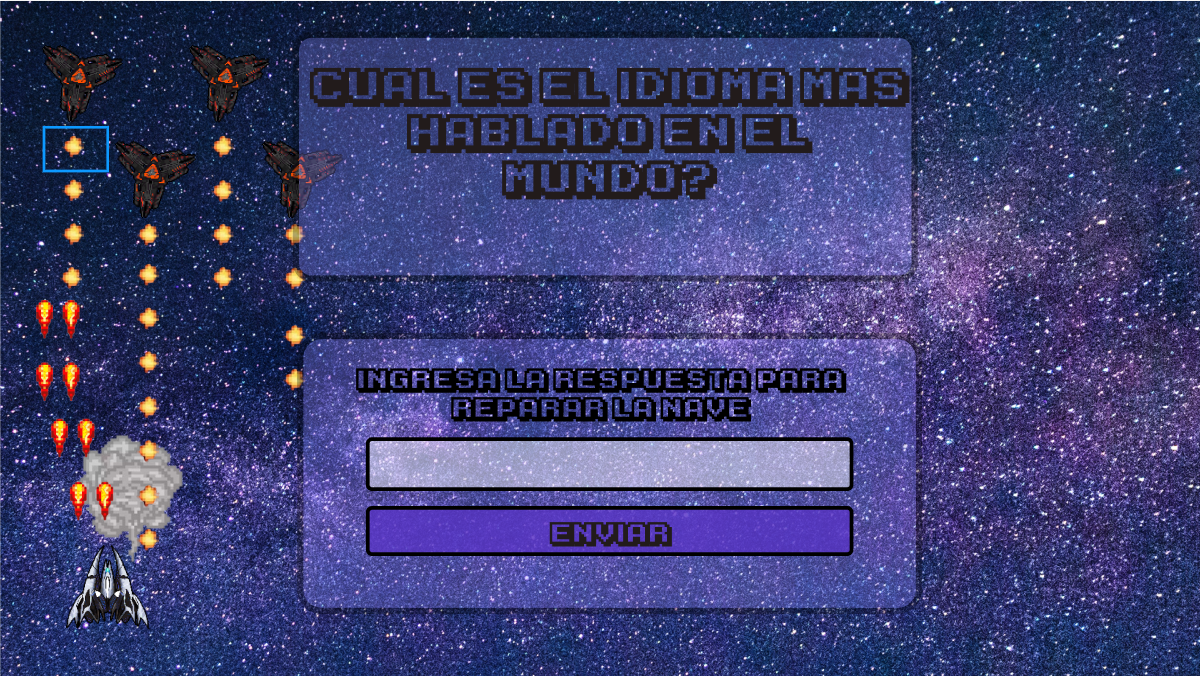 CUAL ES EL IDIOMA MAS
HABLADO EN EL
MUNDO?
INGRESA LA RESPUESTA PARA
REPARAR LA NAVE
ENVIAR